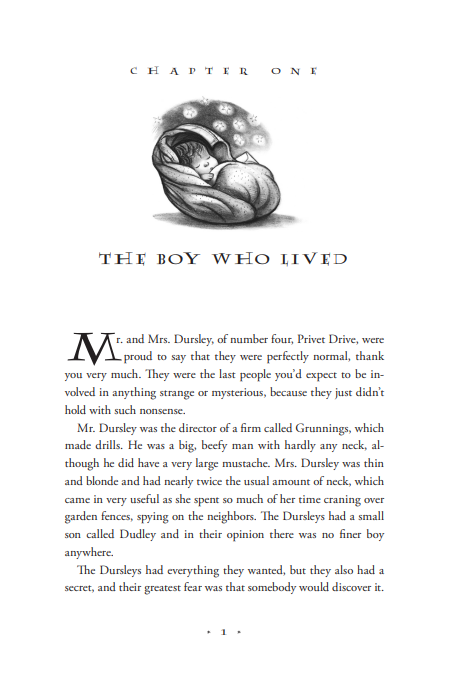 CHAPTER ONE
THE BOY WHO LIVED
Mr. and Mrs. Dursley, of number four, Privet Drive, were
proud to say that they were perfectly normal, thank
you very much. They were the last people you’d expect to be in-
volved in anything strange or mysterious, because they just didn’t
hold with such nonsense.
Mr. Dursley was the director of a firm called Grunnings, which
made drills. He was a big, beefy man with hardly any neck, al-
though he did have a very large mustache. Mrs. Dursley was thin
and blonde and had nearly twice the usual amount of neck, which
came in very useful as she spent so much of her time craning over
garden fences, spying on the neighbors. The Dursleys had a small
son called Dudley and in their opinion there was no finer boy
anywhere.
The Dursleys had everything they wanted, but they also had a
secret, and their greatest fear was that somebody would discover it.
• 1 •